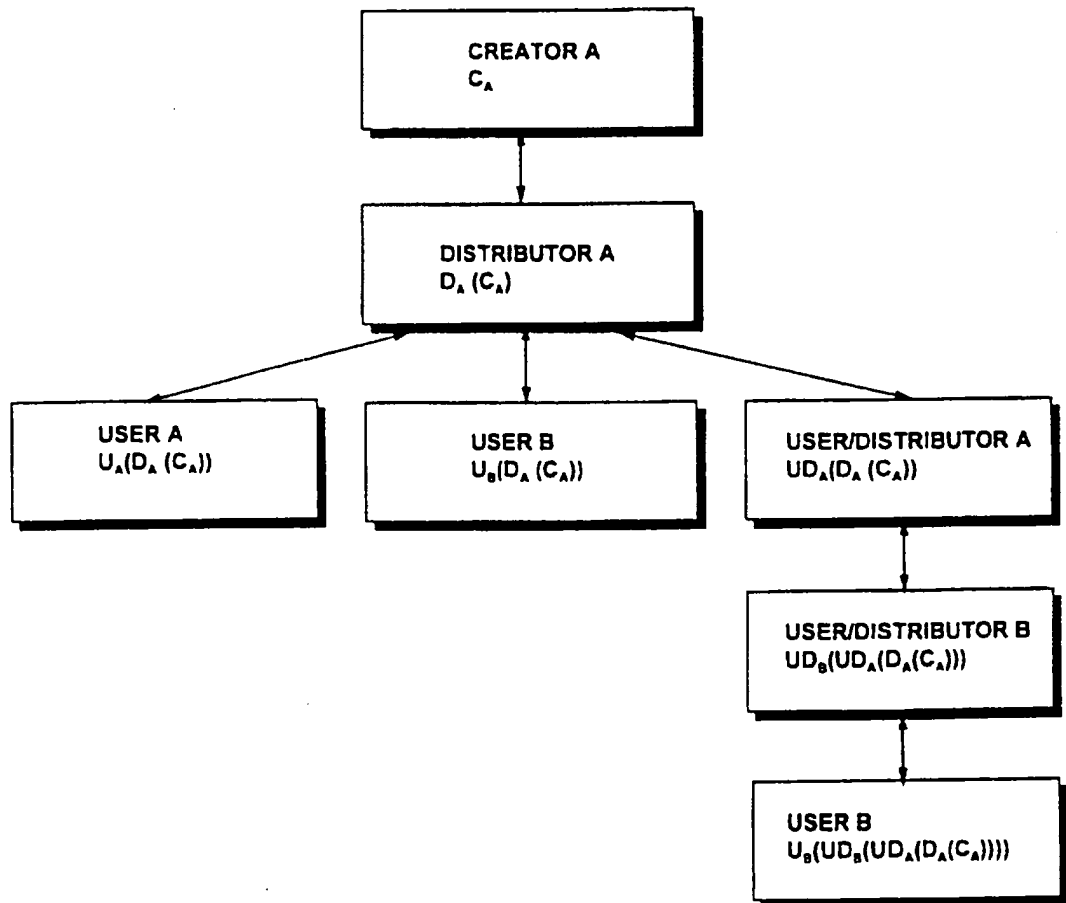 CREATOR A
C_A
DISTRIBUTOR A
D_A (C_A)
USER A
U_A(D_A (C_A))
USER B
U_B(D_A (C_A))
USER/DISTRIBUTOR A
UD_A(D_A (C_A))
USER/DISTRIBUTOR B
UD_B(UD_A(D_A(C_A)))
USER B
U_B(UD_B(UD_A(D_A(C_A))))